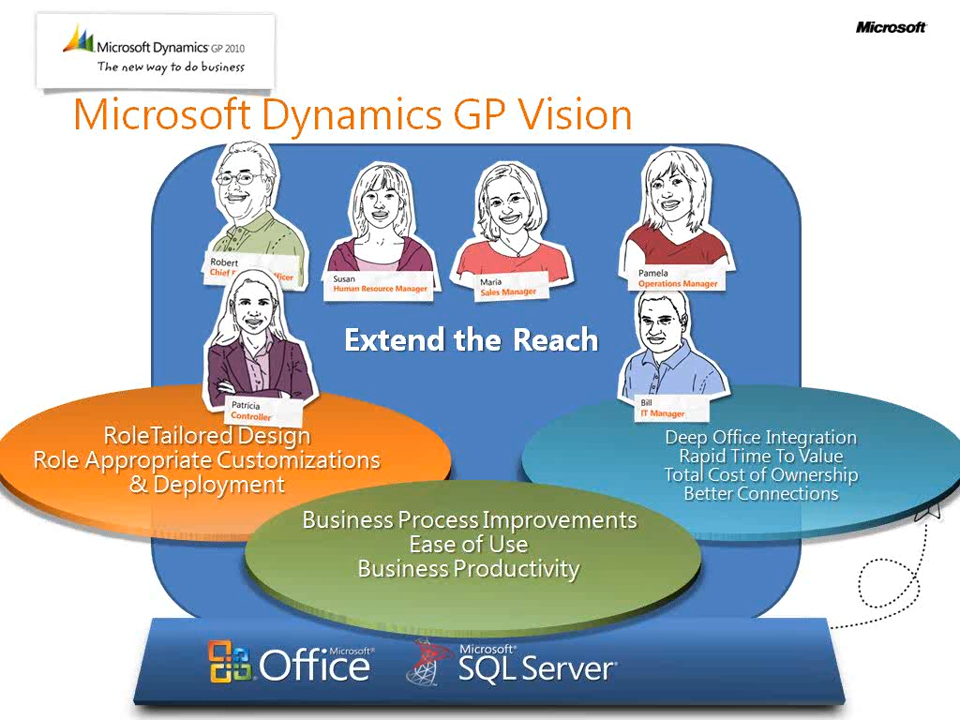 Microsoft Dynamics GP 2010
The new way to do business
Microsoft
Microsoft Dynamics GP Vision
Robert
Chief Officer
Susan
Human Resource Manager
Maria
Sales Manager
Pamela
Operations Manager
Extend the Reach
Patricia
Controller
Bill
IT Manager
RoleTailored Design
Role Appropriate Customizations
& Deployment
Deep Office Integration
Rapid Time To Value
Total Cost of Ownership
Better Connections
Business Process Improvements
Ease of Use
Business Productivity
Microsoft®
Office
Microsoft®
SQL Server®